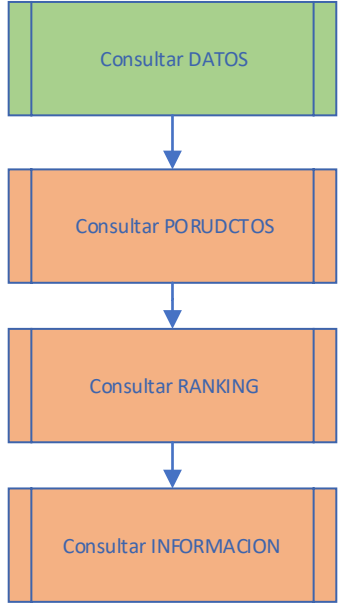 Consultar DATOS
Consultar PORUDCTOS
Consultar RANKING
Consultar INFORMACION